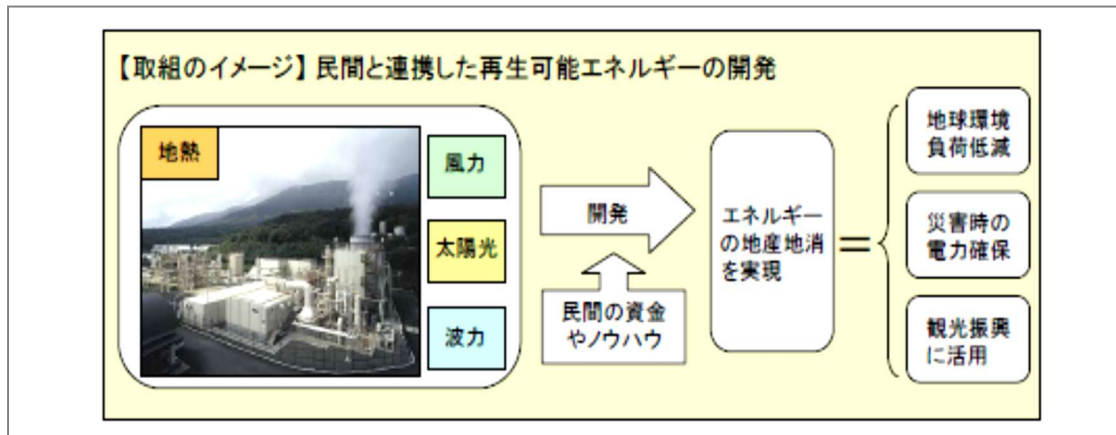 【取組のイメージ】民間と連携した再生可能エネルギーの開発
地熱
風力
太陽光
波力
開発
民間の資金
やノウハウ
エネルギー
の地産地消
を実現
＝
地球環境
負荷低減
災害時の
電力確保
観光振興
に活用